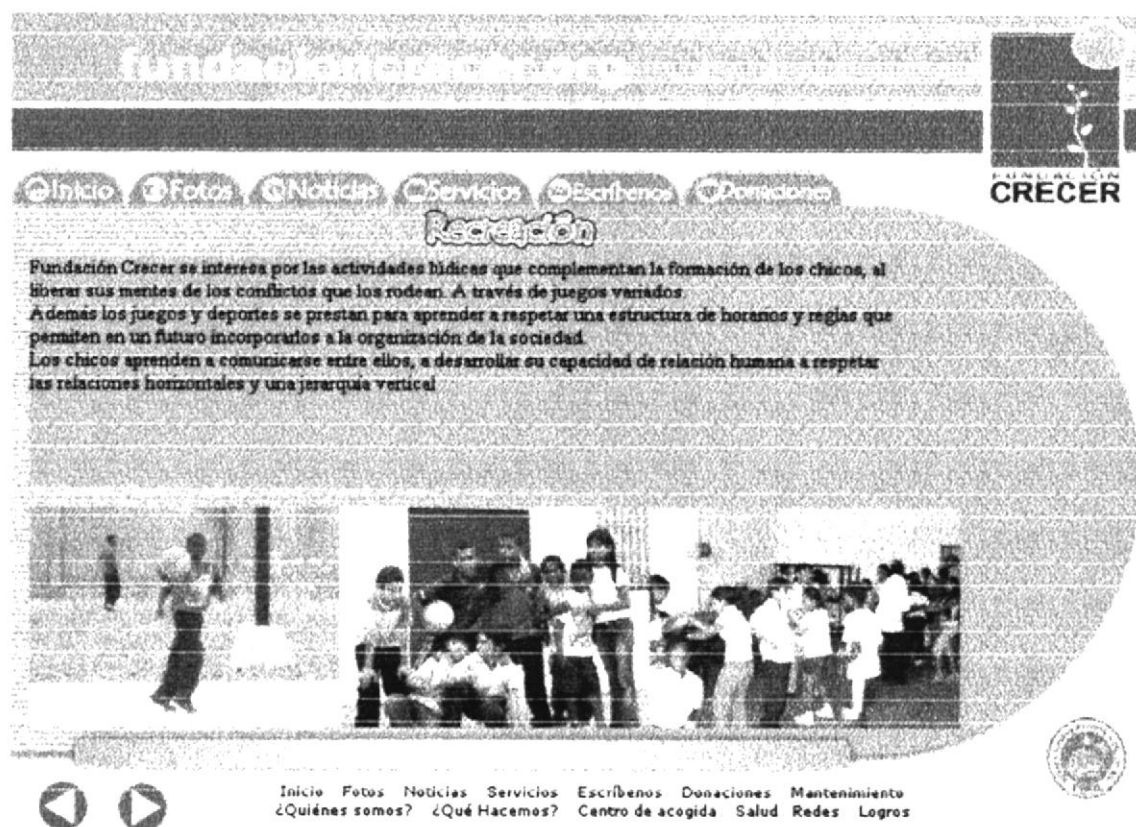 fundacioncrecer.org
FUNDACIÓN
CRECER
Inicio Fotos Noticias Servicios Escríbenos Donaciones
Recreación
Fundación Crecer se interesa por las actividades lúdicas que complementan la formación de los chicos, al
liberar sus mentes de los conflictos que los rodean. A través de juegos variados.
Además los juegos y deportes se prestan para aprender a respetar una estructura de horarios y reglas que
permiten en un futuro incorporarlos a la organización de la sociedad.
Los chicos aprenden a comunicarse entre ellos, a desarrollar su capacidad de relación humana a respetar
las relaciones horizontales y una jerarquía vertical
Inicio Fotos Noticias Servicios Escríbenos Donaciones Mantenimiento
¿Quiénes somos? ¿Qué Hacemos? Centro de acogida Salud Redes Logros